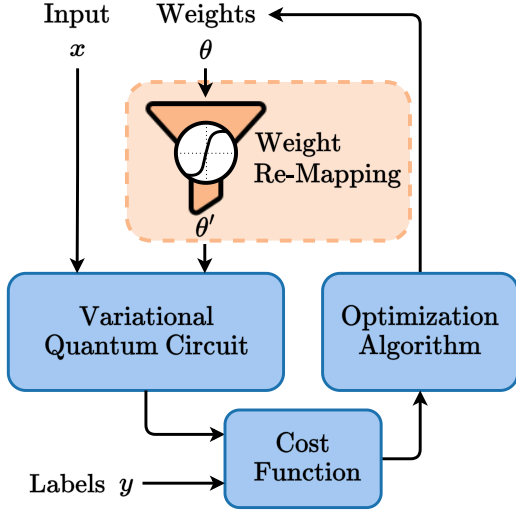 Input
x
Weights
θ
Weight
Re-Mapping
θ′
Variational
Quantum Circuit
Optimization
Algorithm
Cost
Function
Labels y